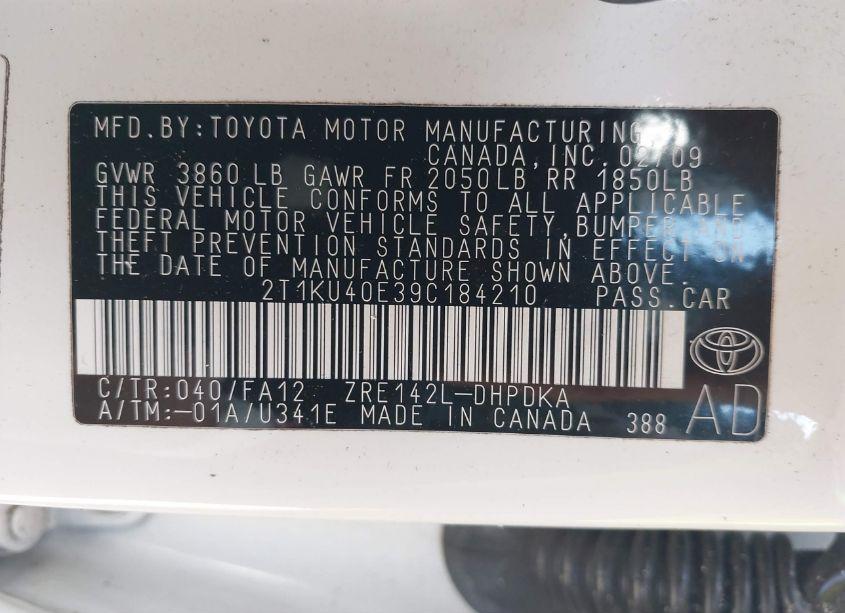 MFD.BY:TOYOTA MOTOR MANUFACTURING
CANADA,INC. 02/09
GVWR 3860 LB GAWR FR 2050LB RR 1850LB
THIS VEHICLE CONFORMS TO ALL APPLICABLE
FEDERAL MOTOR VEHICLE SAFETY,BUMPER,AND
THEFT PREVENTION STANDARDS IN EFFECT ON
THE DATE OF MANUFACTURE SHOWN ABOVE.
2T1KU40E39C184210 PASS.CAR
C/TR:040/FA12 ZRE142L-DHPDKA
A/TM:-01A/U341E MADE IN CANADA 388 AD